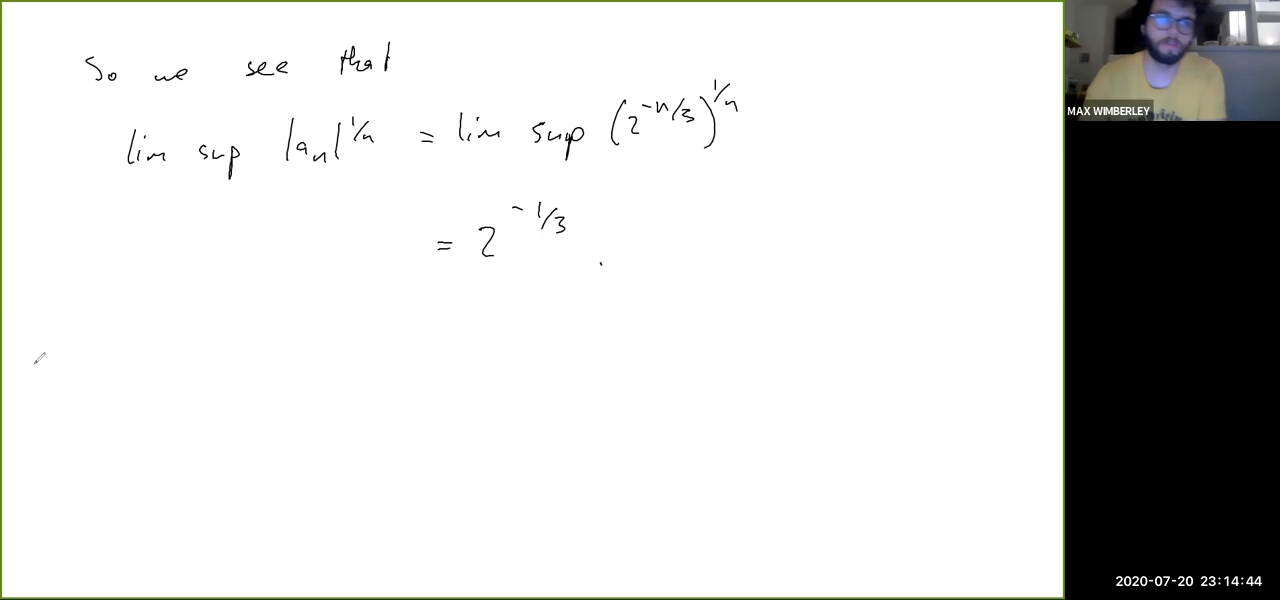 So we see that
lim sup |aₙ|^{1/n} = lim sup (2^{-n/3})^{1/n}
= 2^{-1/3}.
MAX WIMBERLEY
2020-07-20 23:14:44